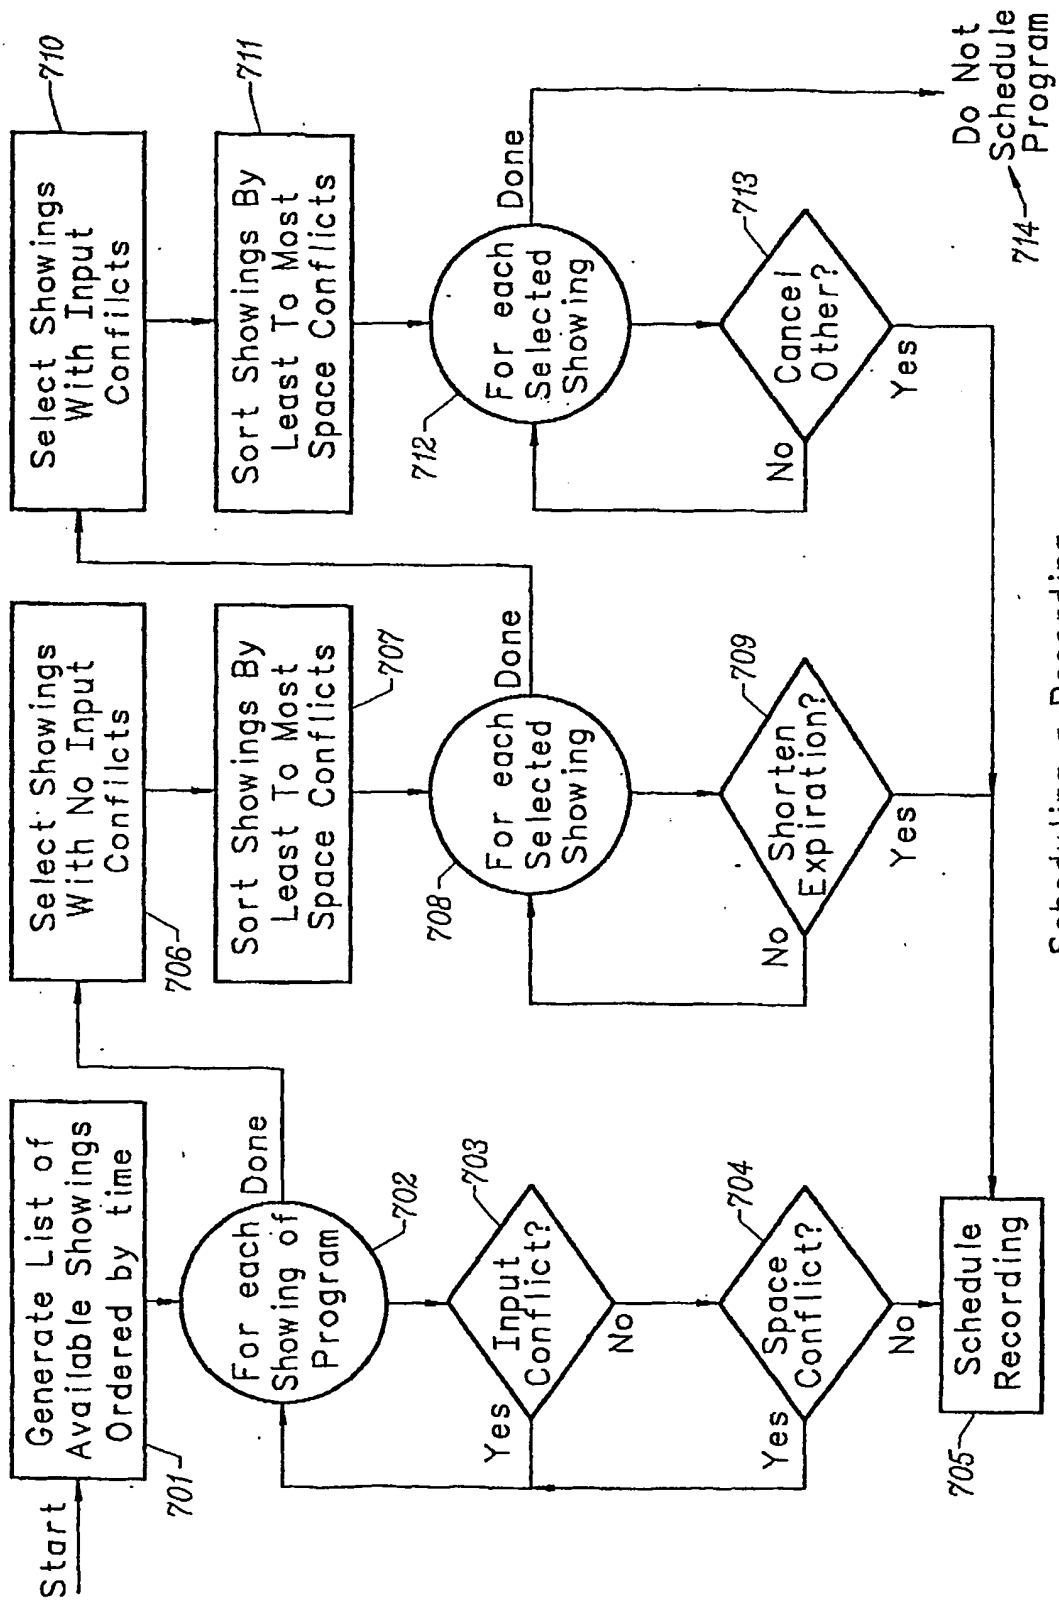 Start
Generate List of
Available Showings
Ordered by time
701
For each
Showing of
Program
Done
702
Input
Conflict?
703
Yes
No
Space
Conflict?
704
Yes
No
Schedule
Recording
705
Select Showings
With No Input
Confilcts
706
Sort Showings By
Least To Most
Space Conflicts
707
For each
Selected
Showing
Done
708
Shorten
Expiration?
709
No
Yes
Select Showings
With Input
Confilcts
710
Sort Showings By
Least To Most
Space Conflicts
711
For each
Selected
Showing
Done
712
Cancel
Other?
713
No
Yes
Do Not
Schedule
Program
714